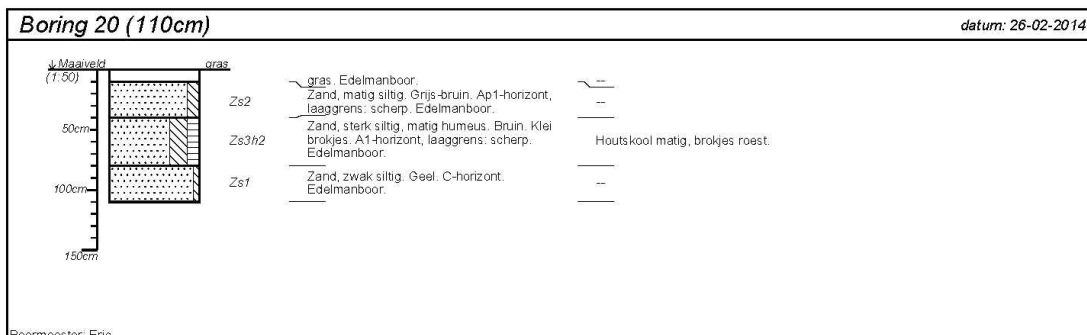 Boring 20 (110cm) datum: 26-02-2014
↓ Maaiveld gras
(1:50)
gras. Edelmanboor. --
Zs2 Zand, matig siltig. Grijs-bruin. Ap1-horizont, --
laaggrens: scherp. Edelmanboor.
50cm Zs3h2 Zand, sterk siltig, matig humeus. Bruin. Klei
brokjes. A1-horizont, laaggrens: scherp. Houtskool matig, brokjes roest.
Edelmanboor.
100cm Zs1 Zand, zwak siltig. Geel. C-horizont. --
Edelmanboor.
150cm
Boormeester: Eric